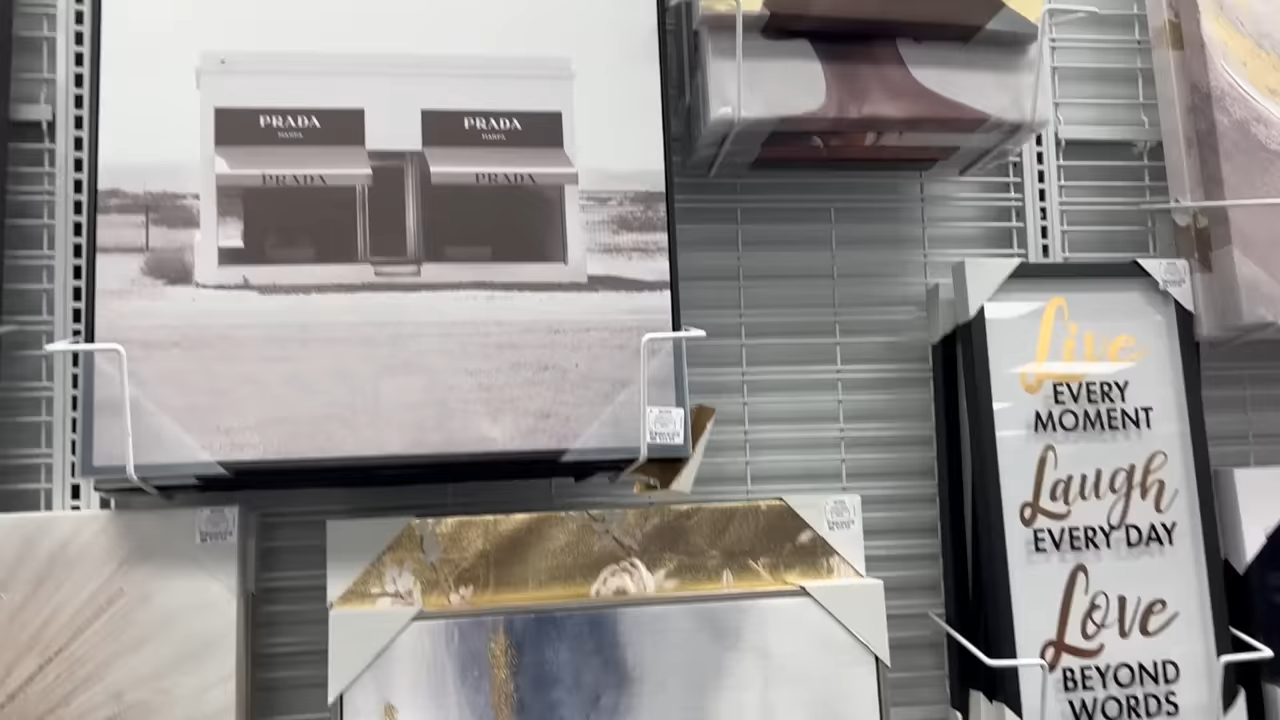 PRADA
MARFA
PRADA
MARFA
PRADA
PRADA
Live
EVERY
MOMENT
Laugh
EVERY DAY
Love
BEYOND
WORDS